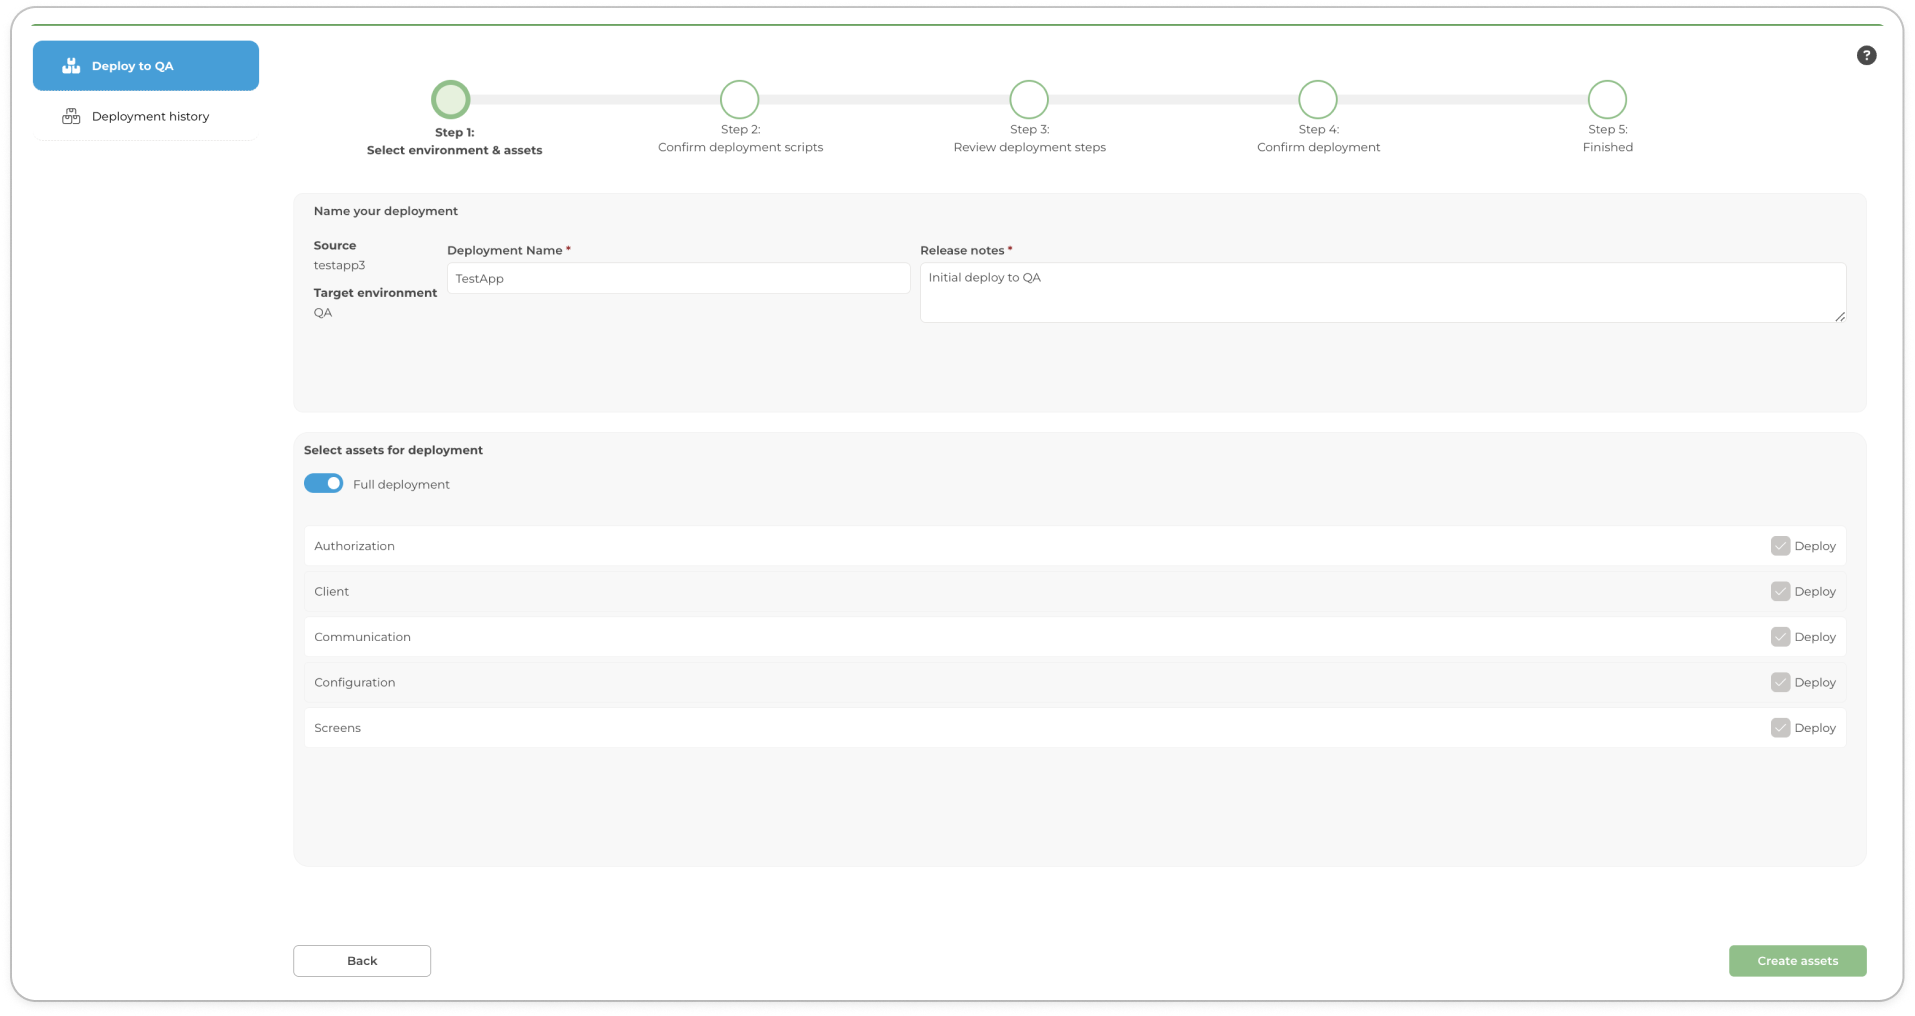 Deploy to QA
Deployment history
?
Step 1:
Select environment & assets
Step 2:
Confirm deployment scripts
Step 3:
Review deployment steps
Step 4:
Confirm deployment
Step 5:
Finished
Name your deployment
Source
testapp3
Target environment
QA
Deployment Name *
TestApp
Release notes *
Initial deploy to QA
Select assets for deployment
Full deployment
Authorization Deploy
Client Deploy
Communication Deploy
Configuration Deploy
Screens Deploy
Back
Create assets